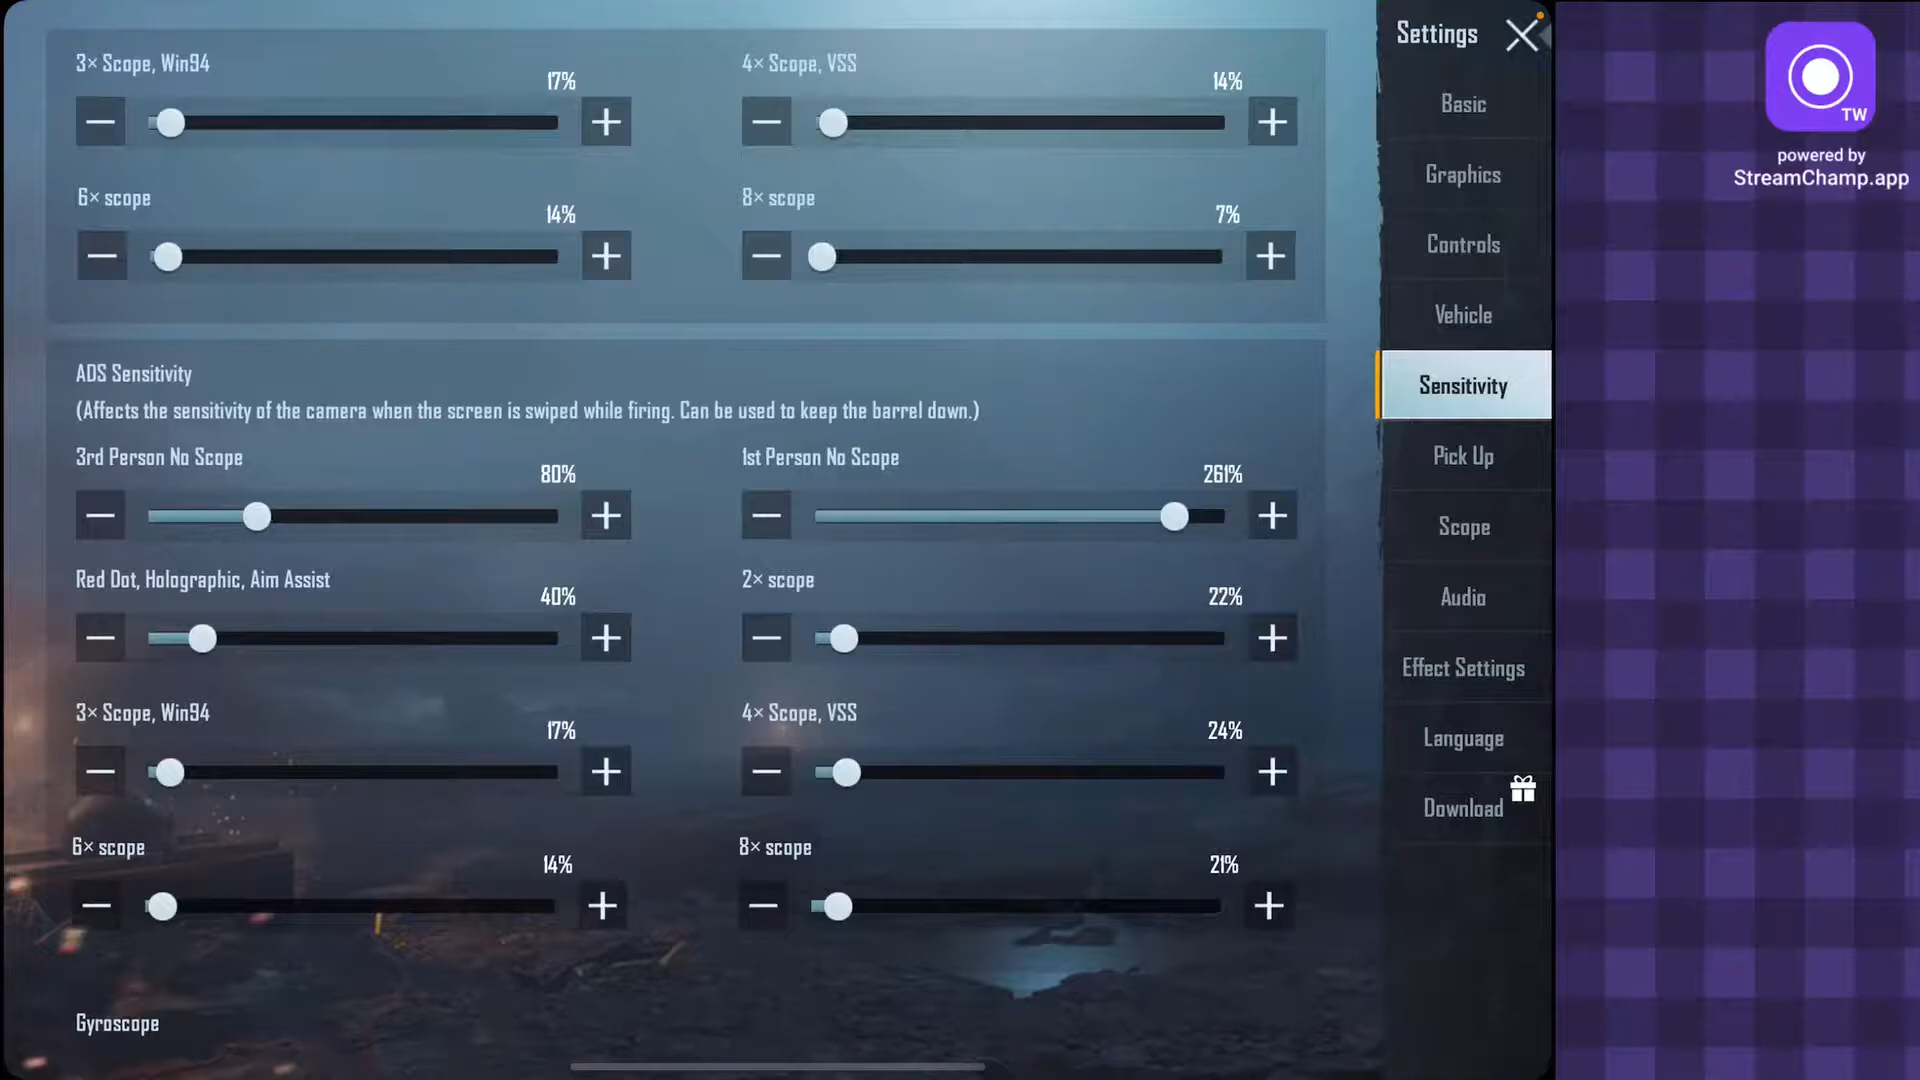 3× Scope, Win94
17%
4× Scope, VSS
14%
6× scope
14%
8× scope
7%
ADS Sensitivity
(Affects the sensitivity of the camera when the screen is swiped while firing. Can be used to keep the barrel down.)
3rd Person No Scope
80%
1st Person No Scope
261%
Red Dot, Holographic, Aim Assist
40%
2× scope
22%
3× Scope, Win94
17%
4× Scope, VSS
24%
6× scope
14%
8× scope
21%
Gyroscope
Settings
Basic
Graphics
Controls
Vehicle
Sensitivity
Pick Up
Scope
Audio
Effect Settings
Language
Download
TW
powered by
StreamChamp.app